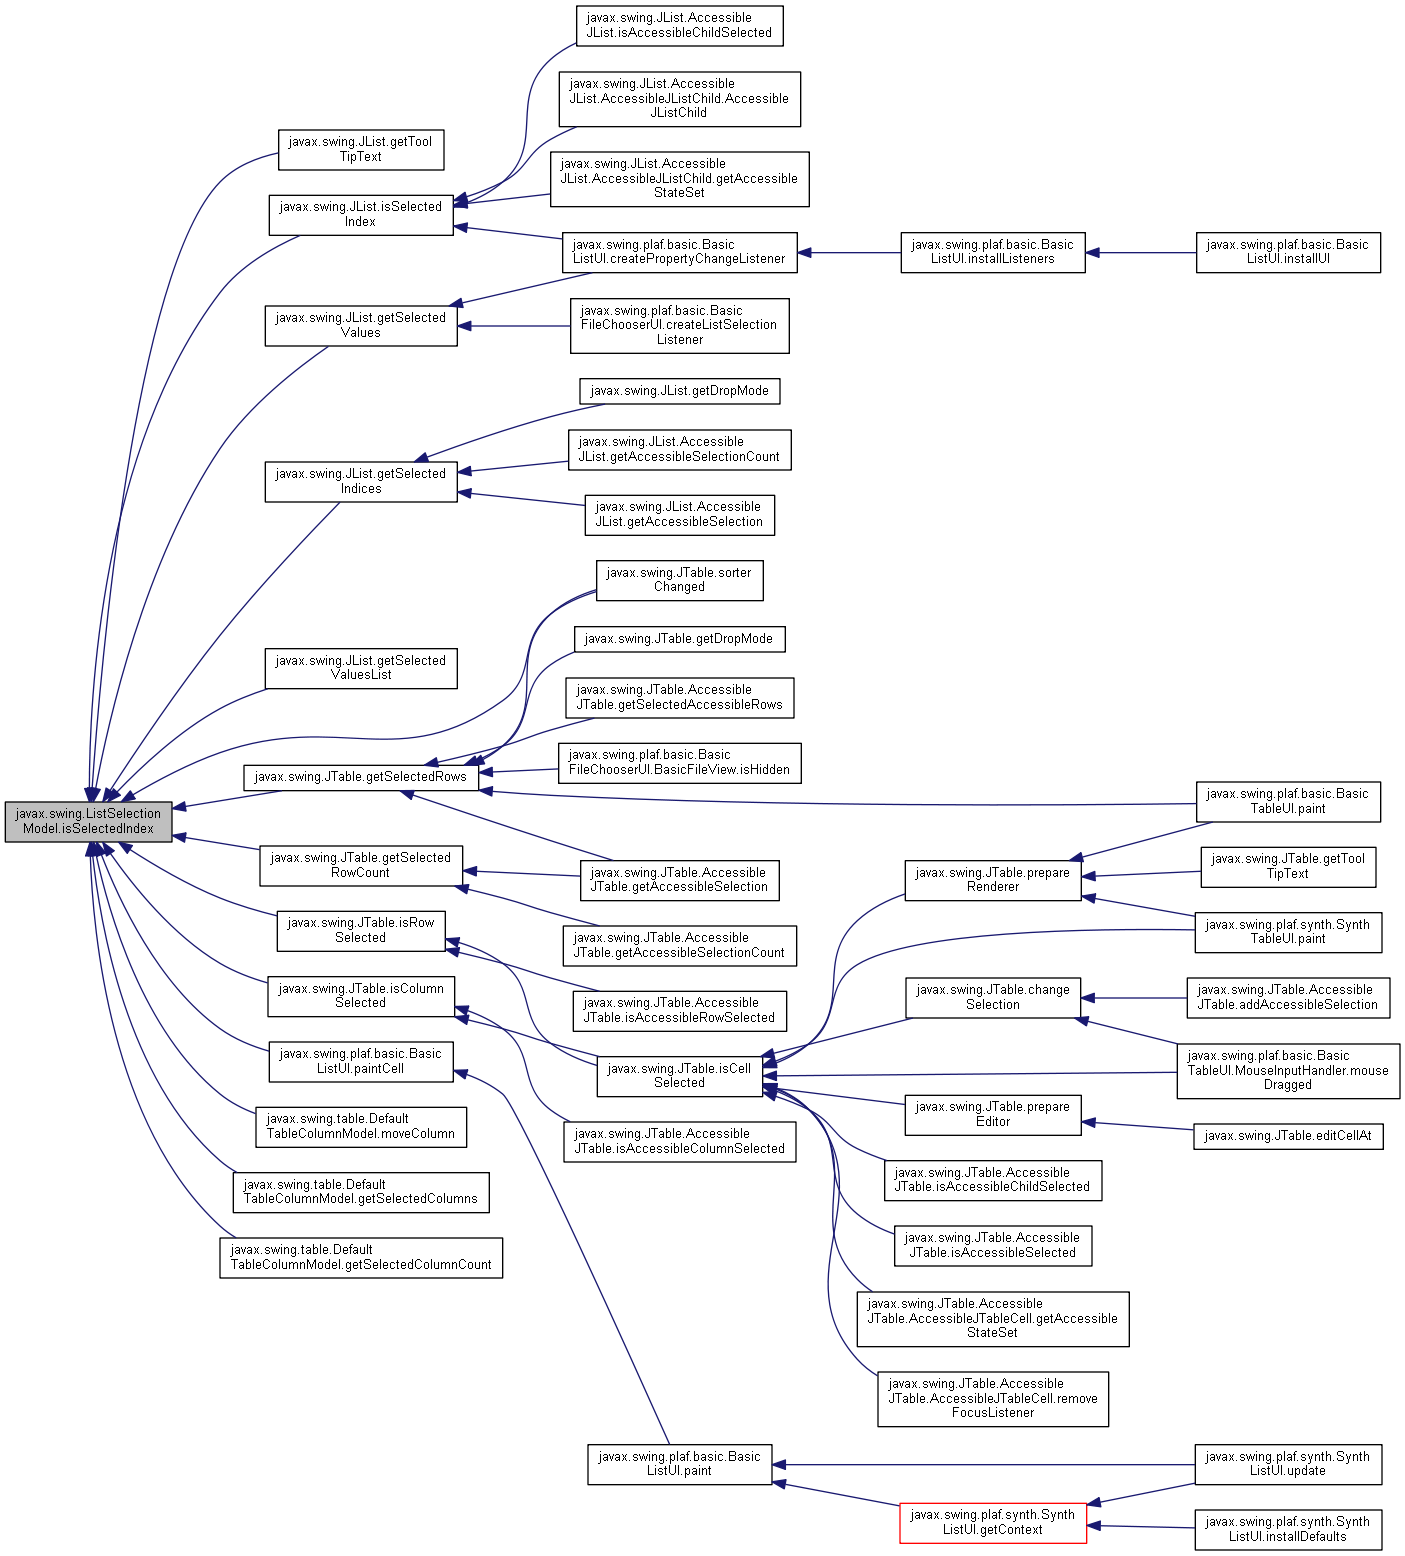 javax.swing.JList.Accessible
JList.isAccessibleChildSelected
javax.swing.JList.Accessible
JList.AccessibleJListChild.Accessible
JListChild
javax.swing.JList.getTool
TipText
javax.swing.JList.Accessible
JList.AccessibleJListChild.getAccessible
StateSet
javax.swing.JList.isSelected
Index
javax.swing.plaf.basic.Basic
ListUI.createPropertyChangeListener
javax.swing.plaf.basic.Basic
ListUI.installListeners
javax.swing.plaf.basic.Basic
ListUI.installUI
javax.swing.JList.getSelected
Values
javax.swing.plaf.basic.Basic
FileChooserUI.createListSelection
Listener
javax.swing.JList.getDropMode
javax.swing.JList.Accessible
JList.getAccessibleSelectionCount
javax.swing.JList.getSelected
Indices
javax.swing.JList.Accessible
JList.getAccessibleSelection
javax.swing.JTable.sorter
Changed
javax.swing.JTable.getDropMode
javax.swing.JList.getSelected
ValuesList
javax.swing.JTable.Accessible
JTable.getSelectedAccessibleRows
javax.swing.plaf.basic.Basic
FileChooserUI.BasicFileView.isHidden
javax.swing.JTable.getSelectedRows
javax.swing.plaf.basic.Basic
TableUI.paint
javax.swing.ListSelection
Model.isSelectedIndex
javax.swing.JTable.getSelected
RowCount
javax.swing.JTable.Accessible
JTable.getAccessibleSelection
javax.swing.JTable.prepare
Renderer
javax.swing.JTable.getTool
TipText
javax.swing.JTable.isRow
Selected
javax.swing.JTable.Accessible
JTable.getAccessibleSelectionCount
javax.swing.plaf.synth.Synth
TableUI.paint
javax.swing.JTable.isColumn
Selected
javax.swing.JTable.Accessible
JTable.isAccessibleRowSelected
javax.swing.JTable.change
Selection
javax.swing.JTable.Accessible
JTable.addAccessibleSelection
javax.swing.plaf.basic.Basic
ListUI.paintCell
javax.swing.JTable.isCell
Selected
javax.swing.plaf.basic.Basic
TableUI.MouseInputHandler.mouse
Dragged
javax.swing.table.Default
TableColumnModel.moveColumn
javax.swing.JTable.Accessible
JTable.isAccessibleColumnSelected
javax.swing.JTable.prepare
Editor
javax.swing.JTable.editCellAt
javax.swing.table.Default
TableColumnModel.getSelectedColumns
javax.swing.JTable.Accessible
JTable.isAccessibleChildSelected
javax.swing.table.Default
TableColumnModel.getSelectedColumnCount
javax.swing.JTable.Accessible
JTable.isAccessibleSelected
javax.swing.JTable.Accessible
JTable.AccessibleJTableCell.getAccessible
StateSet
javax.swing.JTable.Accessible
JTable.AccessibleJTableCell.remove
FocusListener
javax.swing.plaf.basic.Basic
ListUI.paint
javax.swing.plaf.synth.Synth
ListUI.update
javax.swing.plaf.synth.Synth
ListUI.getContext
javax.swing.plaf.synth.Synth
ListUI.installDefaults